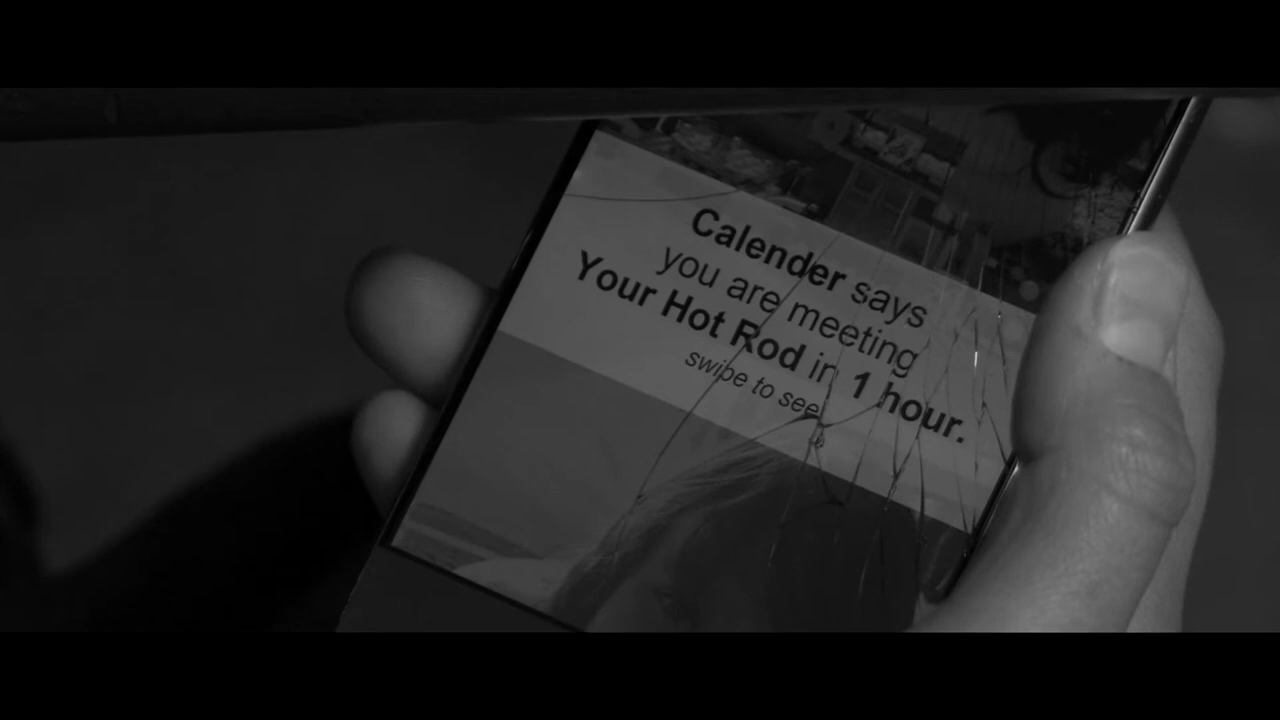 Calender says
you are meeting
Your Hot Rod in 1 hour.
swipe to see